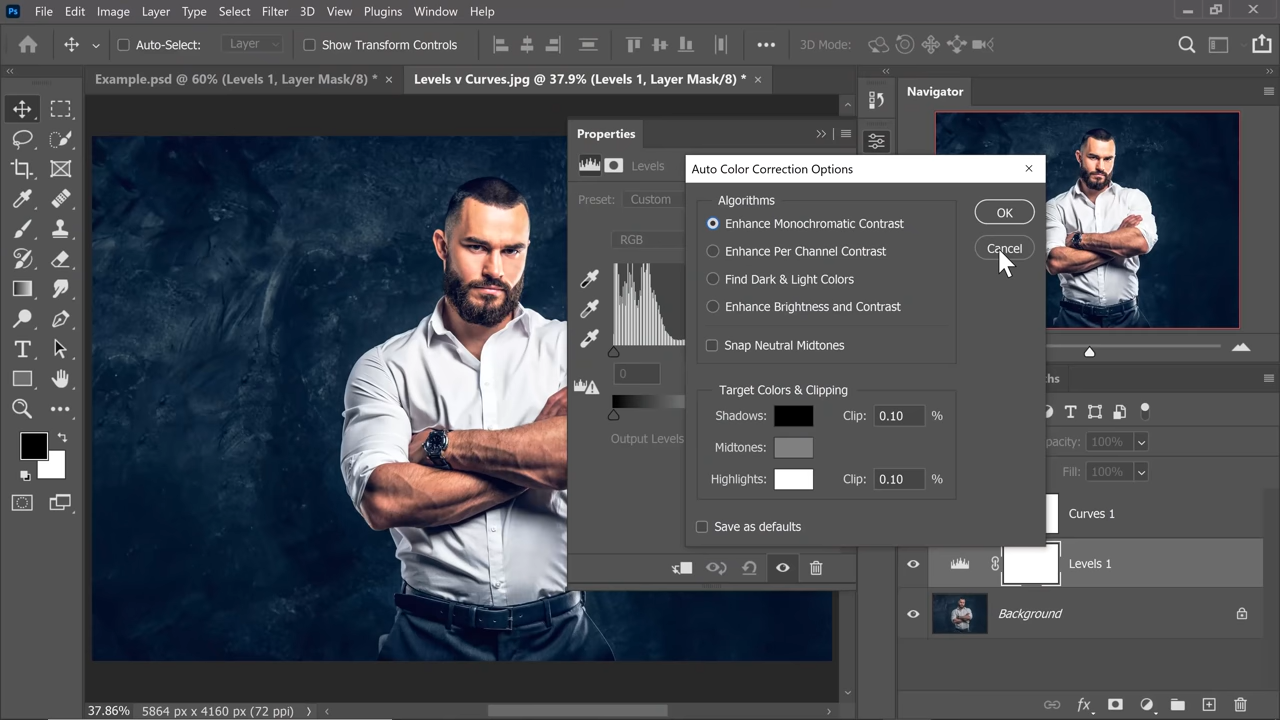 Ps File Edit Image Layer Type Select Filter 3D View Plugins Window Help
Auto-Select: Layer Show Transform Controls 3D Mode:
Example.psd @ 60% (Levels 1, Layer Mask/8) * × Levels v Curves.jpg @ 37.9% (Levels 1, Layer Mask/8) * ×
Navigator
Properties
Levels
Preset: Custom
RGB
0
Output Levels
Auto Color Correction Options
Algorithms
Enhance Monochromatic Contrast
Enhance Per Channel Contrast
Find Dark & Light Colors
Enhance Brightness and Contrast
Snap Neutral Midtones
Target Colors & Clipping
Shadows: Clip: 0.10 %
Midtones:
Highlights: Clip: 0.10 %
Save as defaults
OK
Cancel
ths
pacity: 100%
Fill: 100%
Curves 1
Levels 1
Background
fx
37.86% 5864 px x 4160 px (72 ppi)